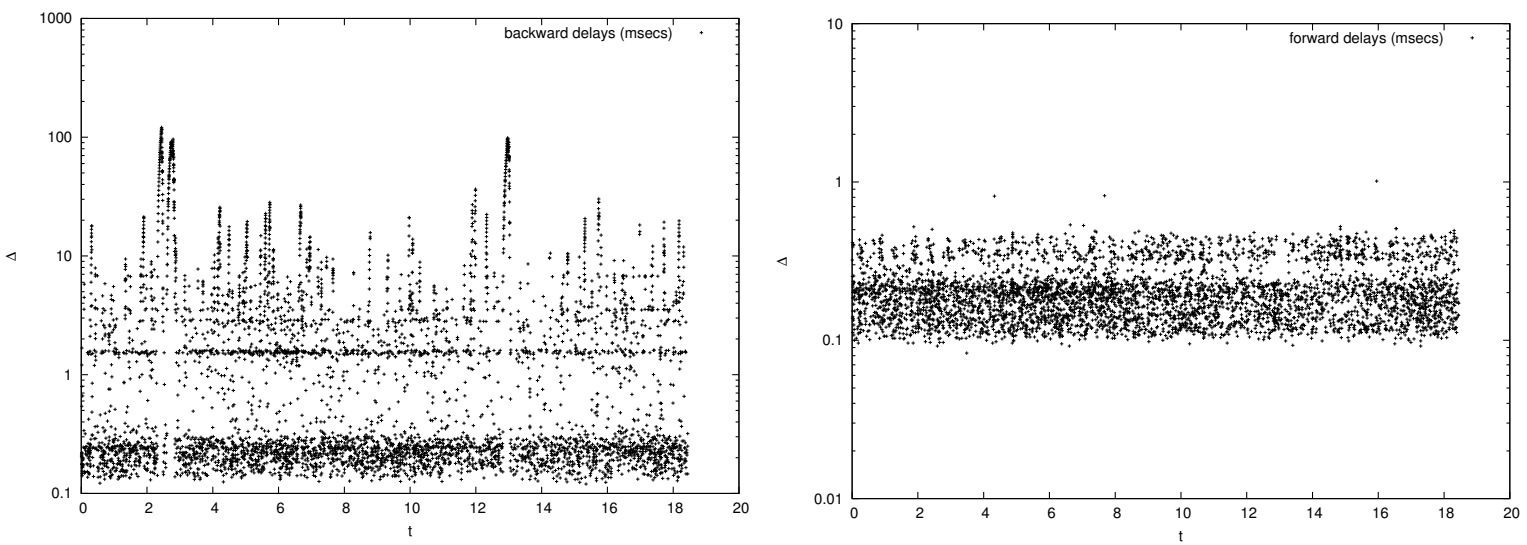 1000
backward delays (msecs)
100
10
Δ
1
0.1
0 2 4 6 8 10 12 14 16 18 20
t
10
forward delays (msecs)
1
Δ
0.1
0.01
0 2 4 6 8 10 12 14 16 18 20
t